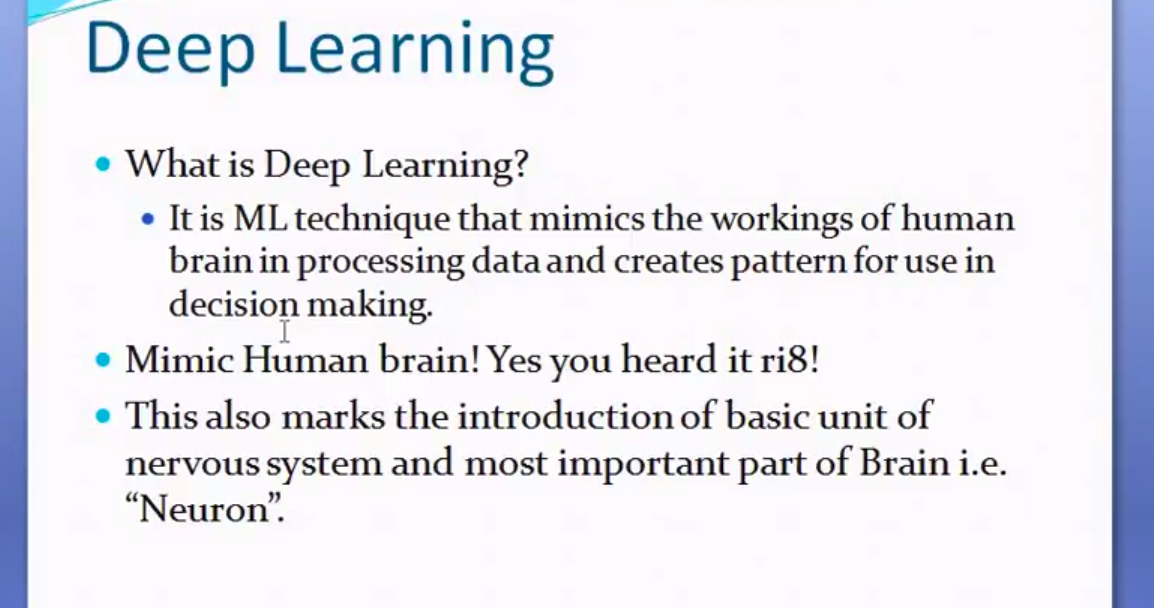 Deep Learning
What is Deep Learning?
It is ML technique that mimics the workings of human
brain in processing data and creates pattern for use in
decision making.
Mimic Human brain! Yes you heard it ri8!
This also marks the introduction of basic unit of
nervous system and most important part of Brain i.e.
“Neuron”.